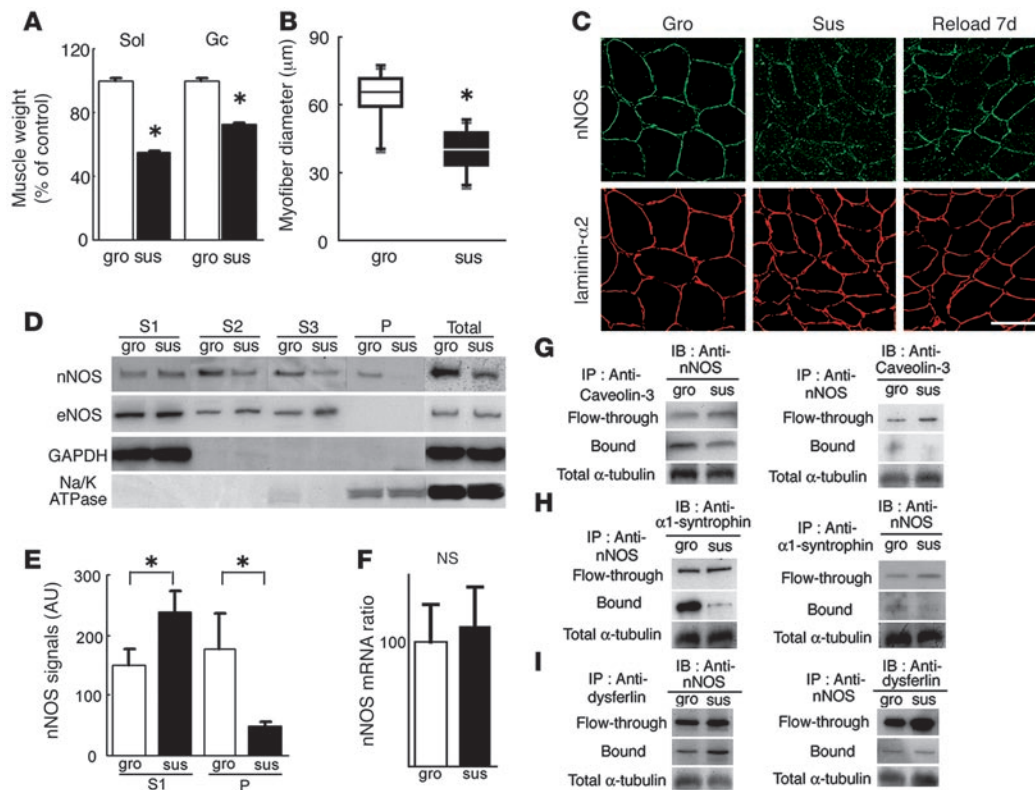 A
Sol Gc
Muscle weight
(% of control)
120
80
40
0
* *
gro sus gro sus
B
Myofiber diameter (μm)
90
60
30
0
*
gro sus
C
Gro Sus Reload 7d
nNOS
laminin-α2
D
S1 S2 S3 P Total
gro sus gro sus gro sus gro sus gro sus
nNOS
eNOS
GAPDH
Na/K
ATPase
E
nNOS signals (AU)
300
200
150
100
0
* *
gro sus gro sus
S1 P
F
NS
nNOS mRNA ratio
100
gro sus
G
IP : Anti-
Caveolin-3
IB : Anti-
nNOS
gro sus
Flow-through
Bound
Total α-tubulin
IP : Anti-
nNOS
IB : Anti-
Caveolin-3
gro sus
Flow-through
Bound
Total α-tubulin
H
IP : Anti-
nNOS
IB : Anti-
α1-syntrophin
gro sus
Flow-through
Bound
Total α-tubulin
IP : Anti-
α1-syntrophin
IB : Anti-
nNOS
gro sus
Flow-through
Bound
Total α-tubulin
I
IP : Anti-
dysferlin
IB : Anti-
nNOS
gro sus
Flow-through
Bound
Total α-tubulin
IP : Anti-
nNOS
IB : Anti-
dysferlin
gro sus
Flow-through
Bound
Total α-tubulin